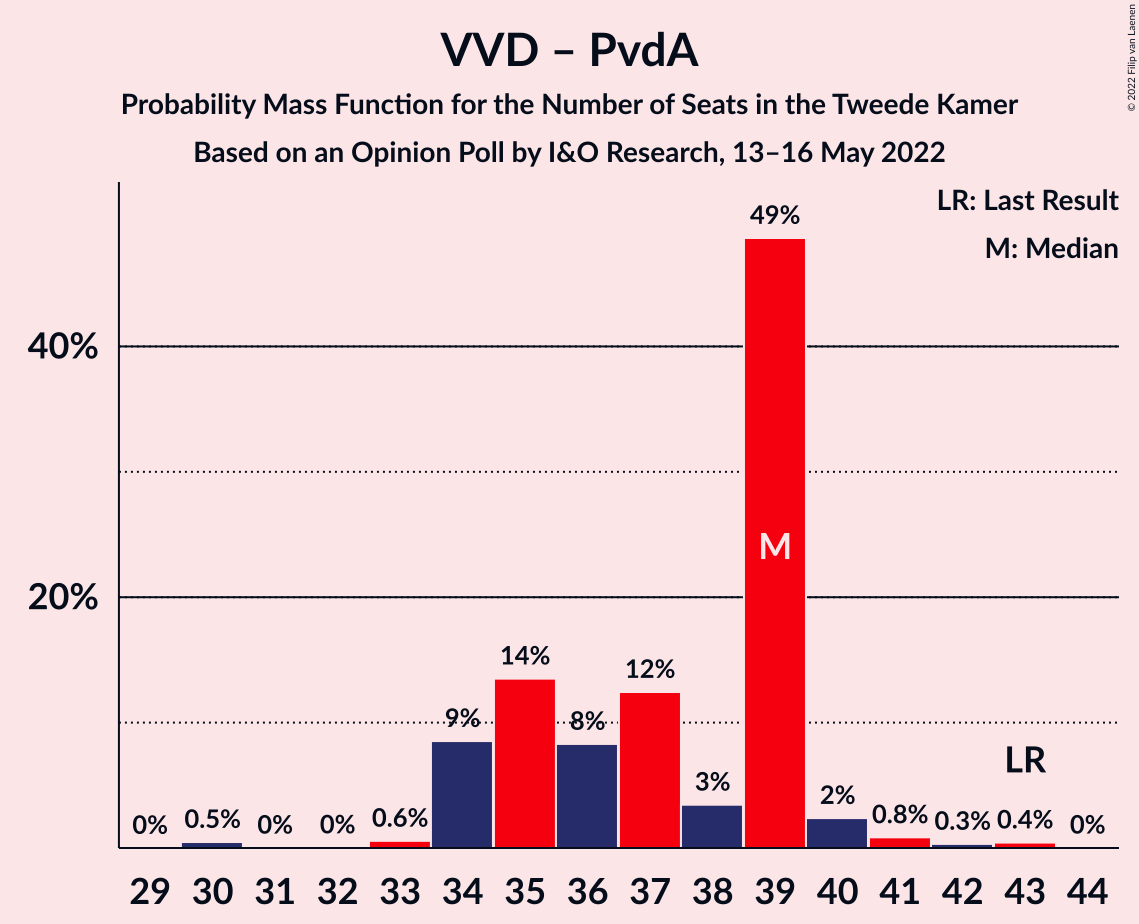 VVD – PvdA
Probability Mass Function for the Number of Seats in the Tweede Kamer
Based on an Opinion Poll by I&O Research, 13–16 May 2022
© 2022 Filip van Laenen
LR: Last Result
M: Median
40%
20%
0%
0.5%
0%
0%
0.6%
9%
14%
8%
12%
3%
49%
M
2%
0.8%
0.3%
0.4%
LR
0%
29 30 31 32 33 34 35 36 37 38 39 40 41 42 43 44